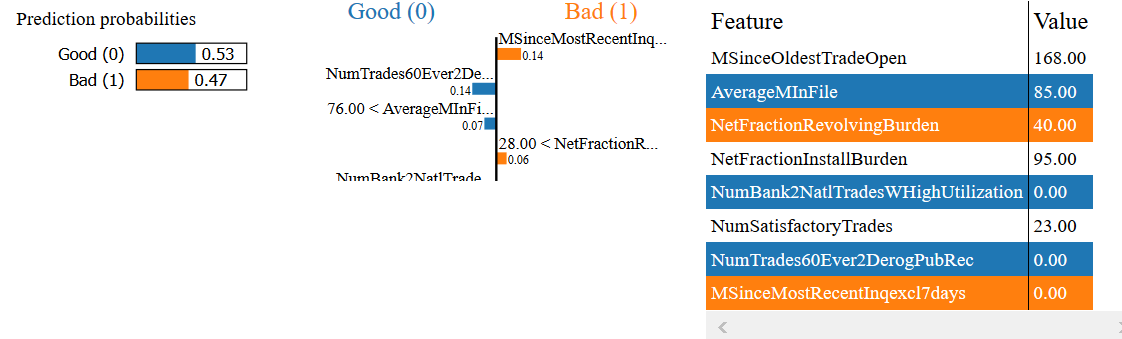 Prediction probabilities
Good (0) 0.53
Bad (1) 0.47
Good (0) Bad (1)
MSinceMostRecentInq...
0.14
NumTrades60Ever2De...
0.14
76.00 < AverageMInFi...
0.07
28.00 < NetFractionR...
0.06
NumBank2NatlTrade
Feature Value
MSinceOldestTradeOpen 168.00
AverageMInFile 85.00
NetFractionRevolvingBurden 40.00
NetFractionInstallBurden 95.00
NumBank2NatlTradesWHighUtilization 0.00
NumSatisfactoryTrades 23.00
NumTrades60Ever2DerogPubRec 0.00
MSinceMostRecentInqexcl7days 0.00